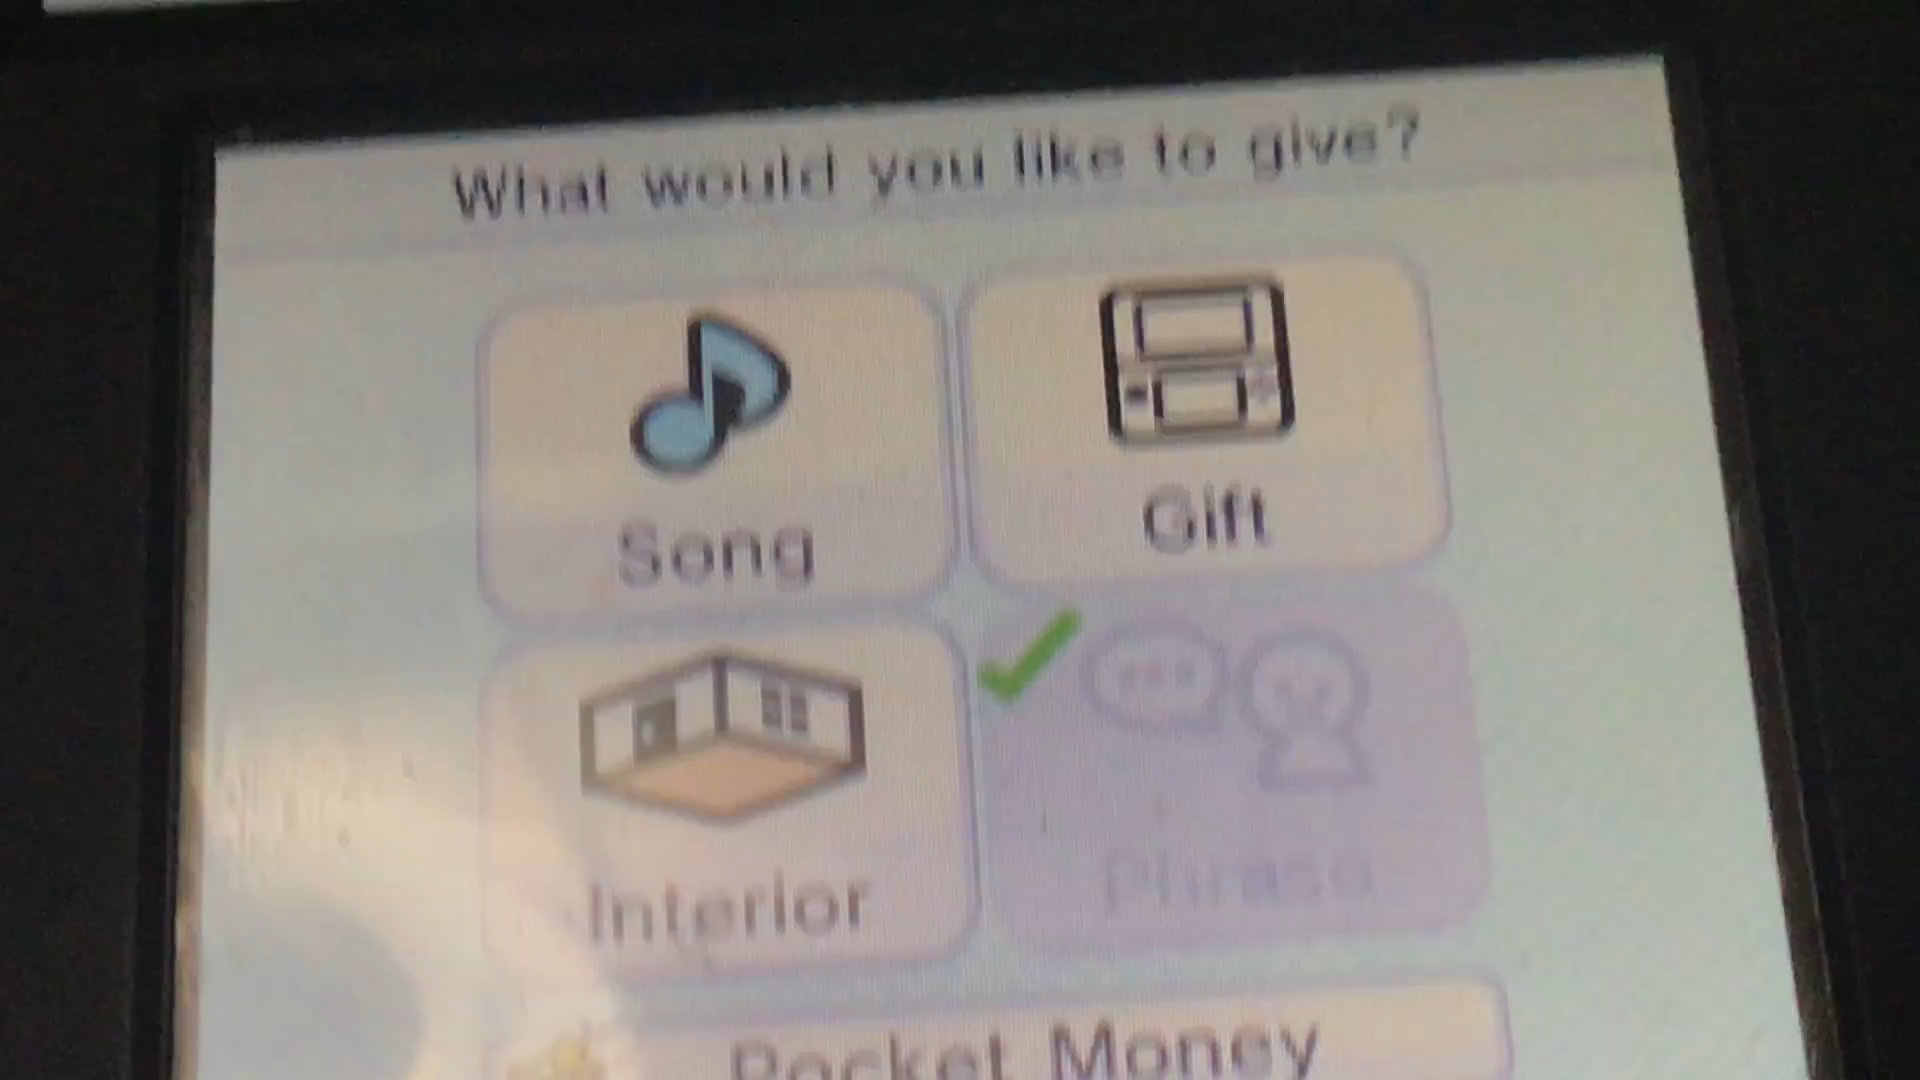 What would you like to give?
Song
Gift
Interior
Phrase
Pocket Money